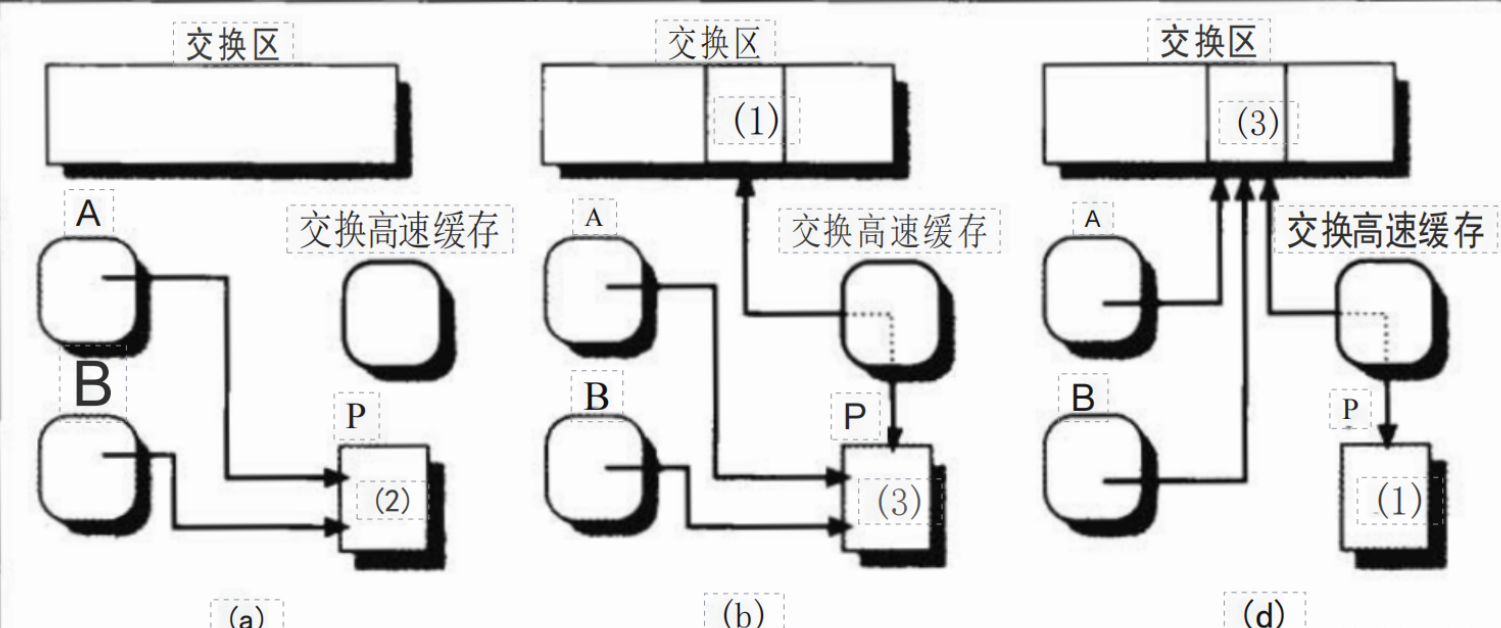 交换区 交换区 交换区
(1) (3)
A A A
交换高速缓存 交换高速缓存 交换高速缓存
B B B
P P P
(2) (3) (1)
(a) (b) (d)